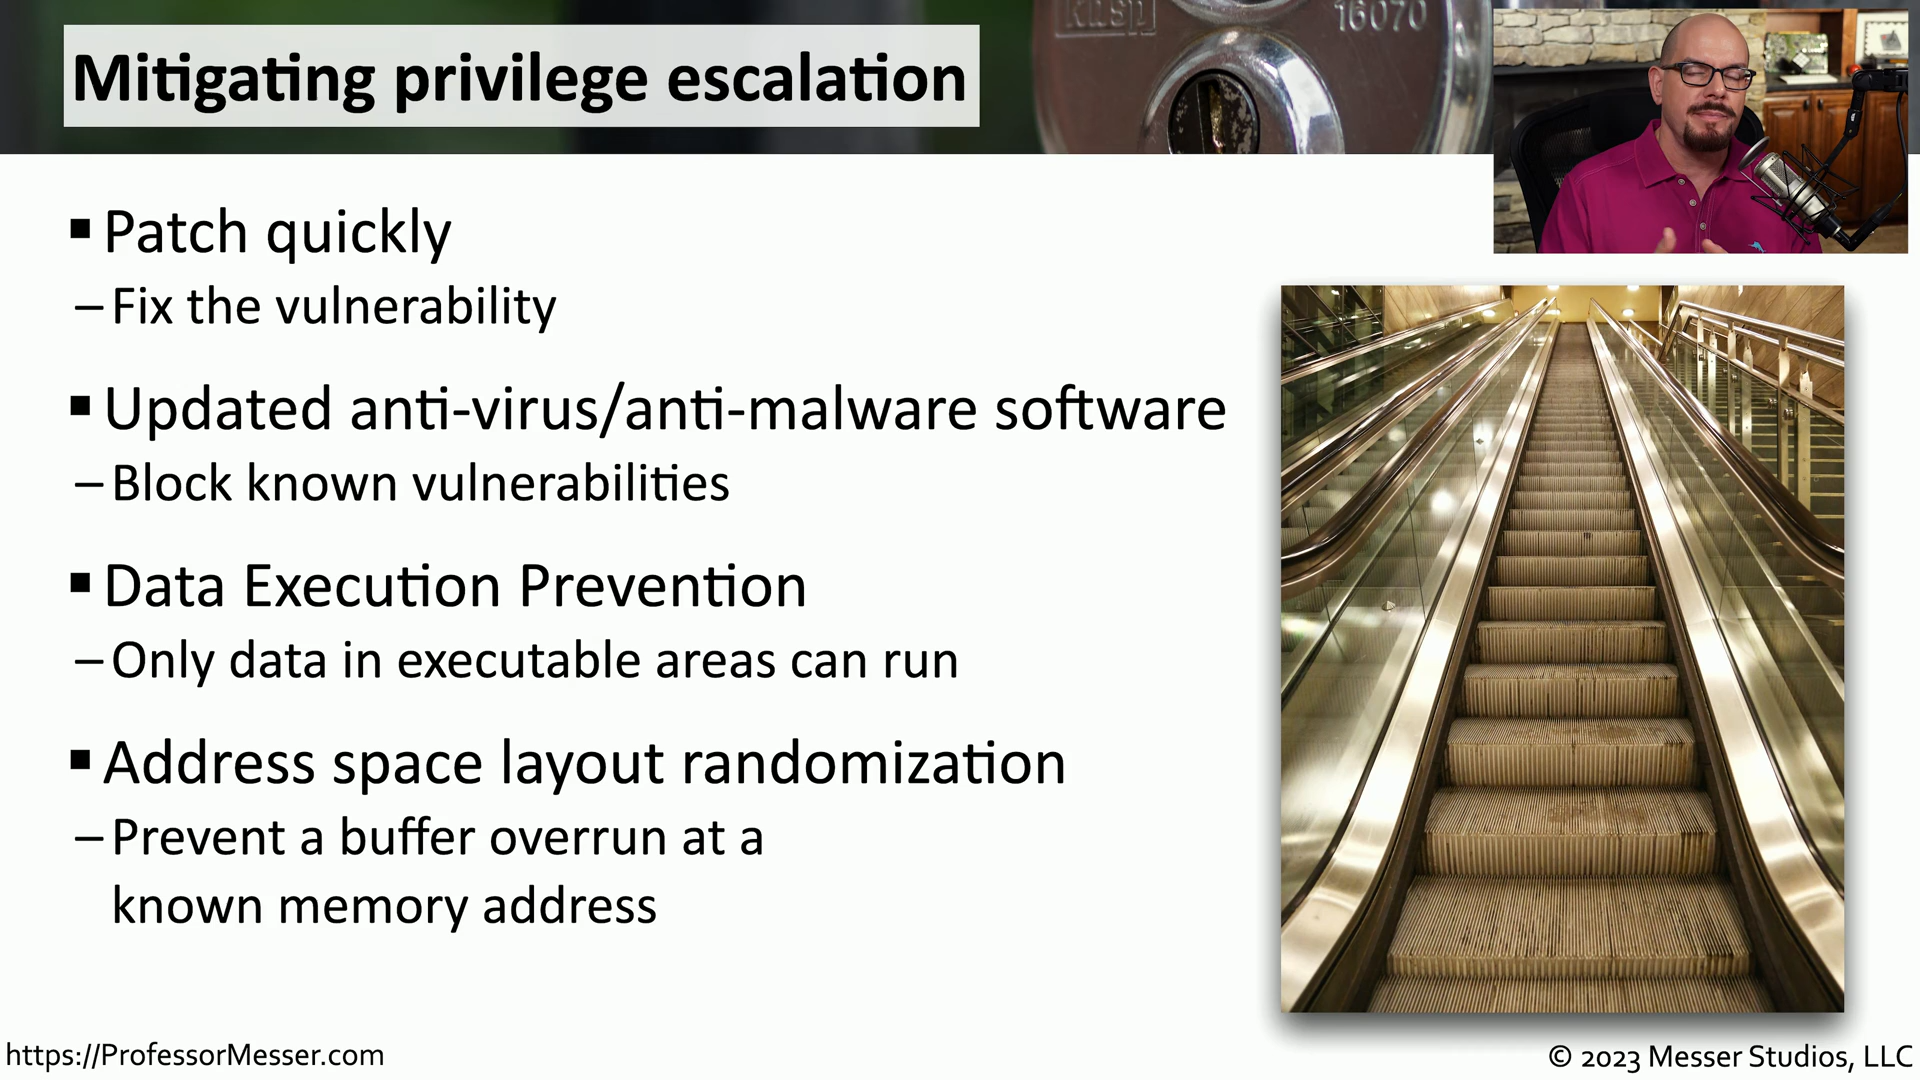 Mitigating privilege escalation
16070
▪ Patch quickly
– Fix the vulnerability
▪ Updated anti-virus/anti-malware software
– Block known vulnerabilities
▪ Data Execution Prevention
– Only data in executable areas can run
▪ Address space layout randomization
– Prevent a buffer overrun at a
known memory address
https://ProfessorMesser.com
© 2023 Messer Studios, LLC